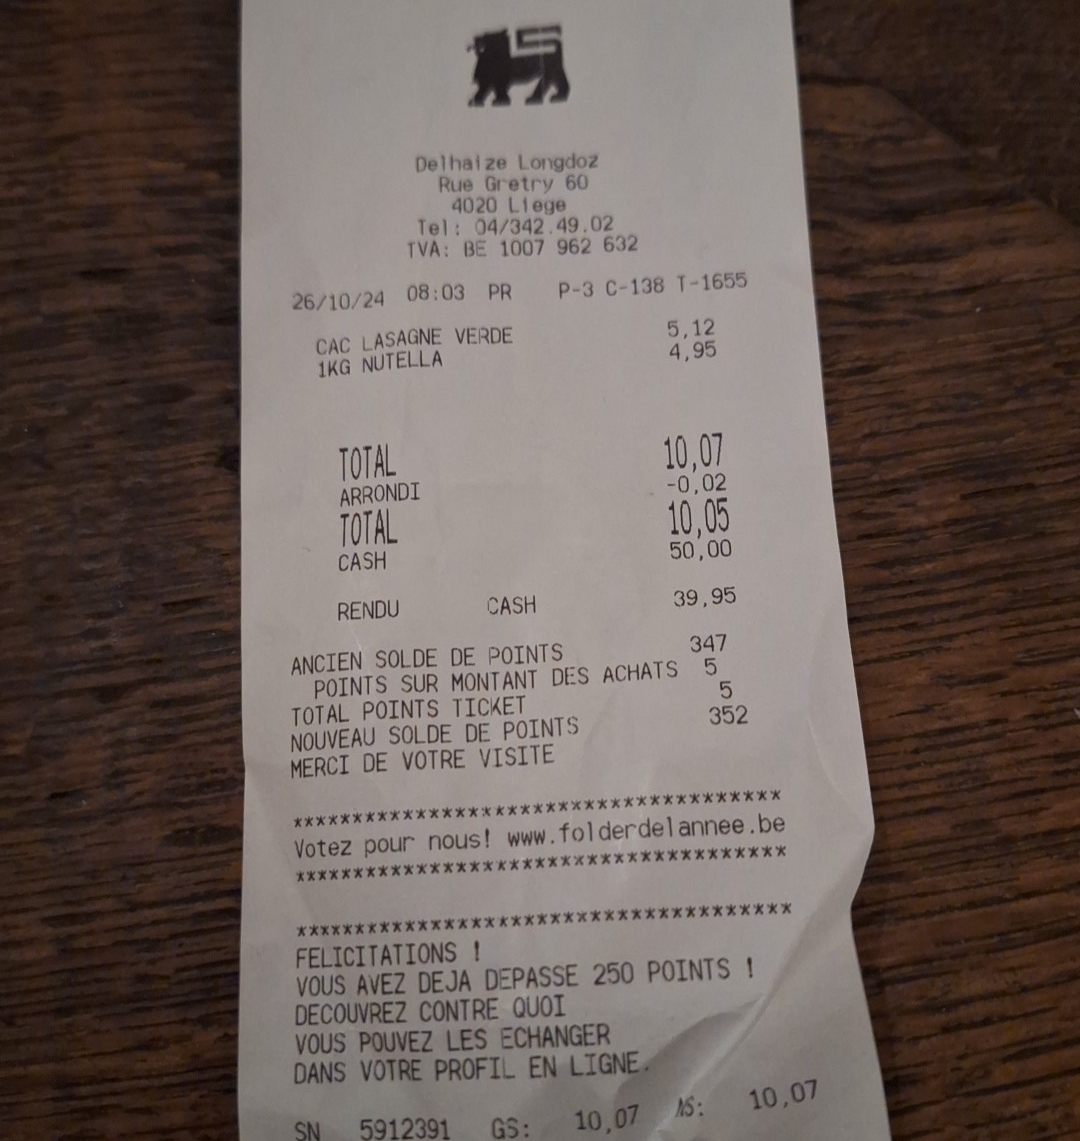 Delhaize Longdoz
Rue Gretry 60
4020 Liege
Tel: 04/342.49.02
TVA: BE 1007 962 632
26/10/24 08:03 PR P-3 C-138 T-1655
CAC LASAGNE VERDE 5,12
1KG NUTELLA 4,95
TOTAL 10,07
ARRONDI -0,02
TOTAL 10,05
CASH 50,00
RENDU CASH 39,95
ANCIEN SOLDE DE POINTS 347
POINTS SUR MONTANT DES ACHATS 5
TOTAL POINTS TICKET 5
NOUVEAU SOLDE DE POINTS 352
MERCI DE VOTRE VISITE
************************************
Votez pour nous! www.folderdelannee.be
************************************
************************************
FELICITATIONS !
VOUS AVEZ DEJA DEPASSE 250 POINTS !
DECOUVREZ CONTRE QUOI
VOUS POUVEZ LES ECHANGER
DANS VOTRE PROFIL EN LIGNE.
SN 5912391 GS: 10,07 AS: 10,07